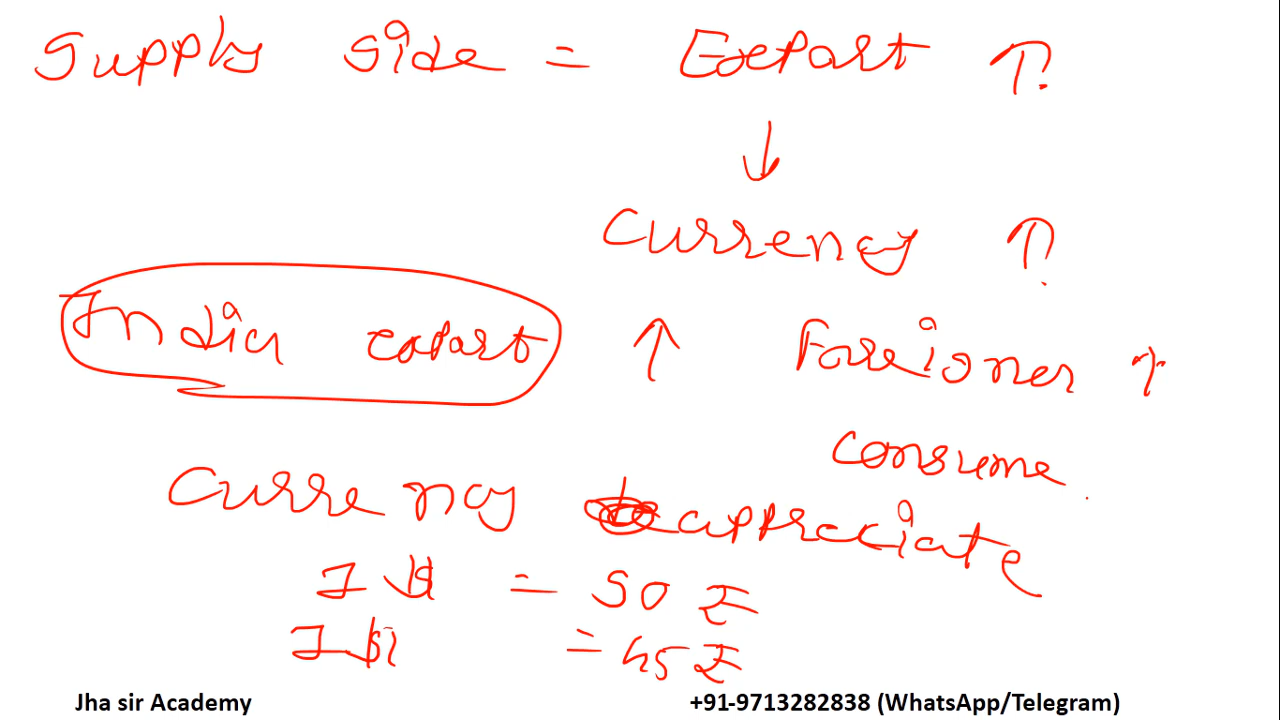 Supply side = Export ↑
↓
Currency ↑
India export ↑ Foreioner ↑
consume
Currency appreciate
1 $ = 50 ₹
1 $ = 45 ₹
Jha sir Academy +91-9713282838 (WhatsApp/Telegram)